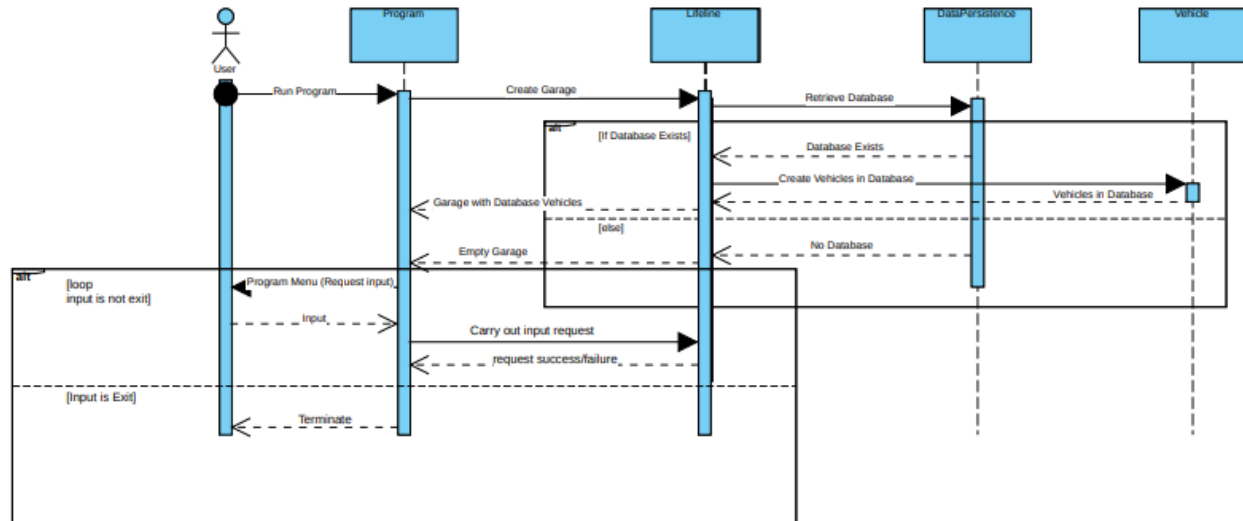 Program
Lifeline
DataPersistence
Vehicle
User
Run Program
Create Garage
Retrieve Database
alt
[If Database Exists]
Database Exists
Create Vehicles in Database
Vehicles in Database
Garage with Database Vehicles
[else]
No Database
Empty Garage
alt
[loop
input is not exit]
Program Menu (Request input)
Input
Carry out input request
request success/failure
[Input is Exit]
Terminate